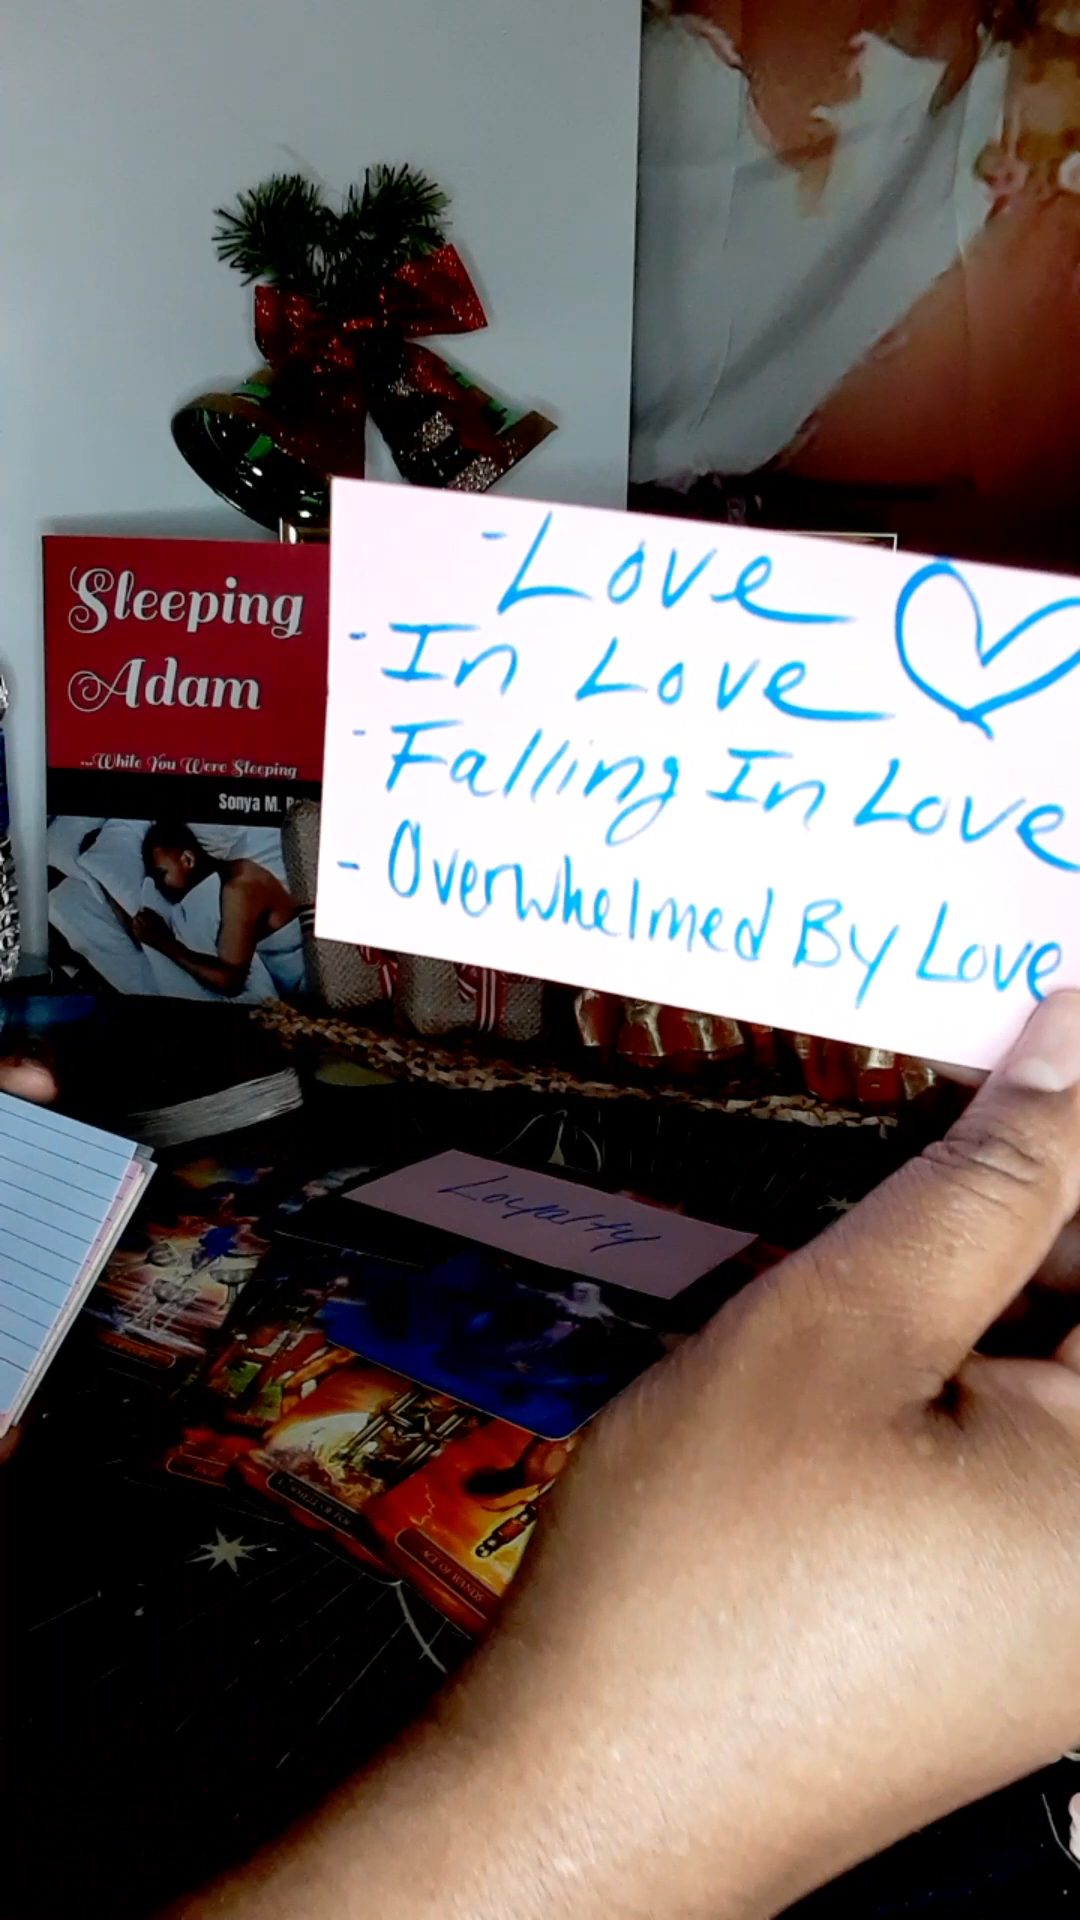 Sleeping
Adam
...While You Were Sleeping
Sonya M.
- Love
- In Love
- Falling In Love
- Overwhelmed By Love
Loyalty
ACE OF WANDS